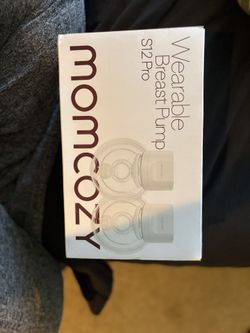 Wearable
Breast Pump
S12 Pro
momcozy